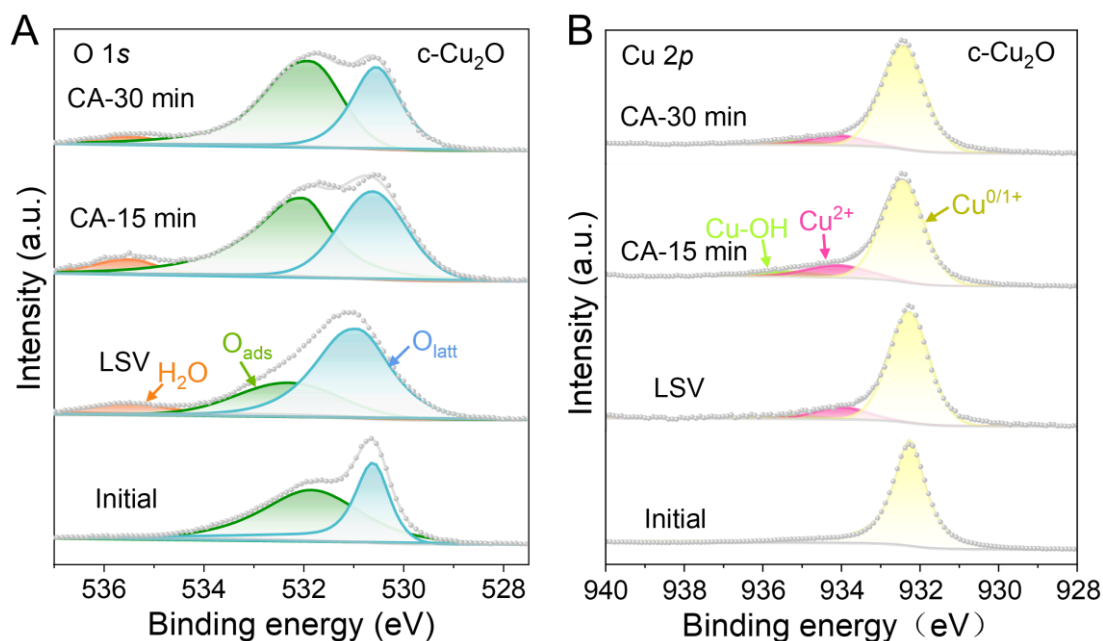 A
O 1s
c-Cu₂O
CA-30 min
CA-15 min
LSV
H₂O
O_ads
O_latt
Initial
536
534
532
530
528
Binding energy (eV)
Intensity (a.u.)
B
Cu 2p
c-Cu₂O
CA-30 min
Cu-OH
Cu²⁺
Cu⁰/¹⁺
CA-15 min
LSV
Initial
940
938
936
934
932
930
928
Binding energy（eV）
Intensity (a.u.)